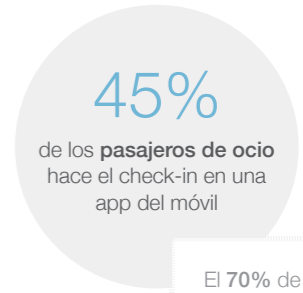 45%
de los pasajeros de ocio
hace el check-in en una
app del móvil
El 70% de